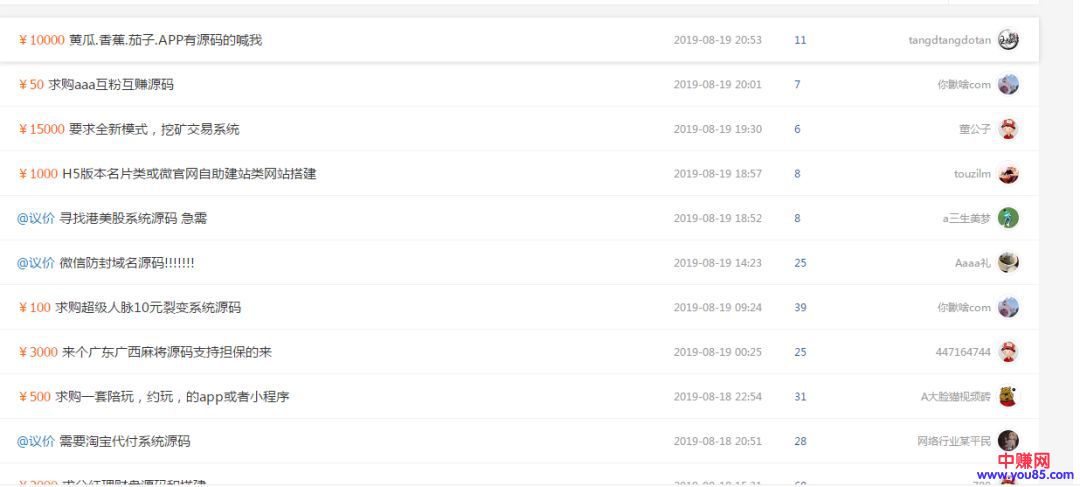 ￥10000 黄瓜.香蕉.茄子.APP有源码的喊我 2019-08-19 20:53 11 tangdtangdotan
￥50 求购aaa互粉互赚源码 2019-08-19 20:01 7 你瞅啥com
￥15000 要求全新模式，挖矿交易系统 2019-08-19 19:30 6 董公子
￥1000 H5版本名片类或微官网自助建站类网站搭建 2019-08-19 18:57 8 touzilm
@议价 寻找港美股系统源码 急需 2019-08-19 18:52 8 a三生美梦
@议价 微信防封域名源码!!!!!!! 2019-08-19 14:23 25 Aaaa礼
￥100 求购超级人脉10元裂变系统源码 2019-08-19 09:24 39 你瞅啥com
￥3000 来个广东广西麻将源码支持担保的来 2019-08-19 00:25 25 447164744
￥500 求购一套陪玩，约玩，的app或者小程序 2019-08-18 22:54 31 A大脸猫视频砖
@议价 需要淘宝代付系统源码 2019-08-18 20:51 28 网络行业某平民
中赚网
www.you85.com